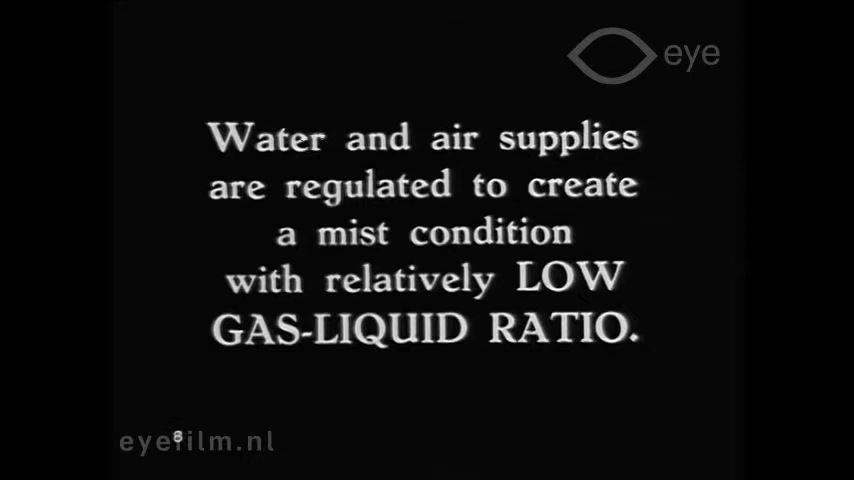 eye
Water and air supplies
are regulated to create
a mist condition
with relatively LOW
GAS-LIQUID RATIO.
8
eyefilm.nl